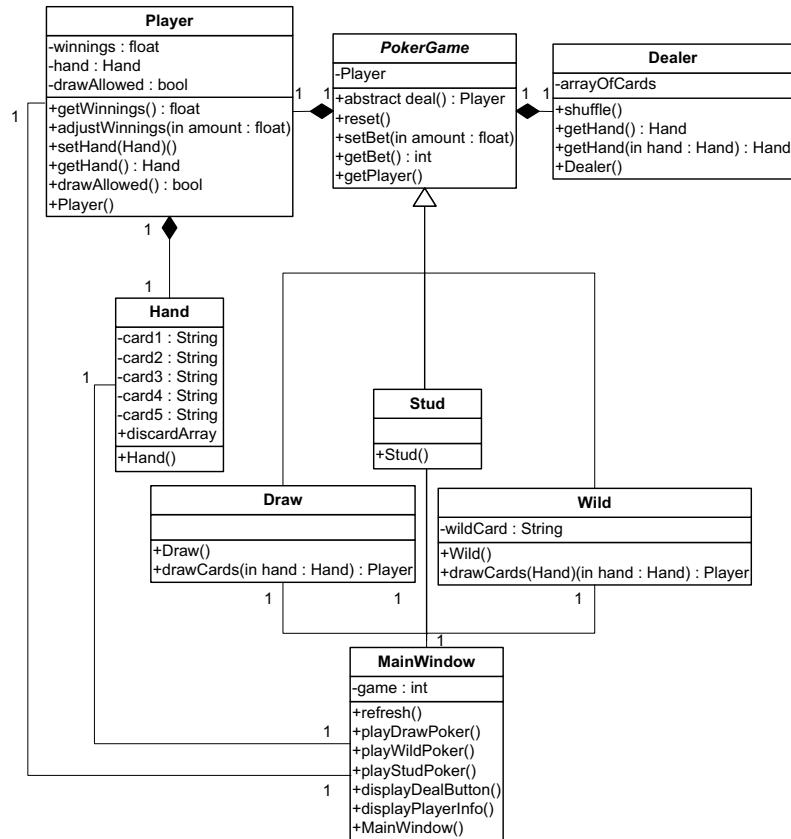 Player
-winnings : float
-hand : Hand
-drawAllowed : bool
+getWinnings() : float
+adjustWinnings(in amount : float)
+setHand(Hand)()
+getHand() : Hand
+drawAllowed() : bool
+Player()
PokerGame
-Player
+abstract deal() : Player
+reset()
+setBet(in amount : float)
+getBet() : int
+getPlayer()
Dealer
-arrayOfCards
+shuffle()
+getHand() : Hand
+getHand(in hand : Hand) : Hand
+Dealer()
1
1
1
1
1
1
1
Hand
-card1 : String
-card2 : String
-card3 : String
-card4 : String
-card5 : String
+discardArray
+Hand()
1
Stud
+Stud()
Draw
+Draw()
+drawCards(in hand : Hand) : Player
Wild
-wildCard : String
+Wild()
+drawCards(Hand)(in hand : Hand) : Player
1
1
1
1
MainWindow
-game : int
+refresh()
+playDrawPoker()
+playWildPoker()
+playStudPoker()
+displayDealButton()
+displayPlayerInfo()
+MainWindow()
1
1